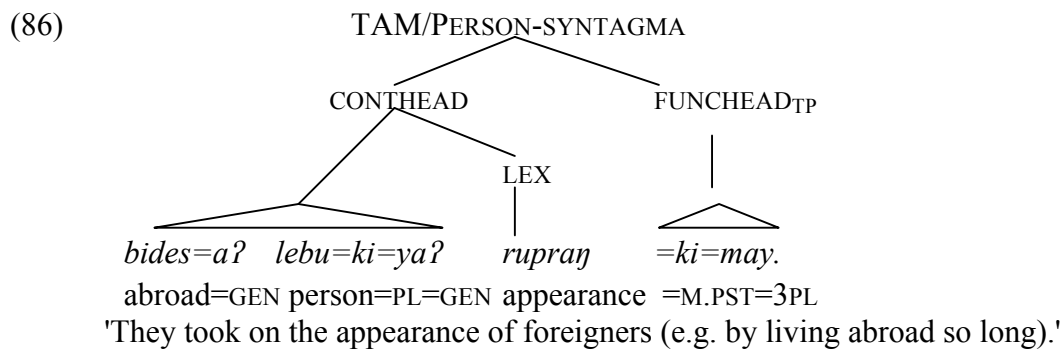 (86) TAM/PERSON-SYNTAGMA
CONTHEAD FUNCHEADTP
LEX
bides=aʔ lebu=ki=yaʔ rupraŋ =ki=may.
abroad=GEN person=PL=GEN appearance =M.PST=3PL
'They took on the appearance of foreigners (e.g. by living abroad so long).'